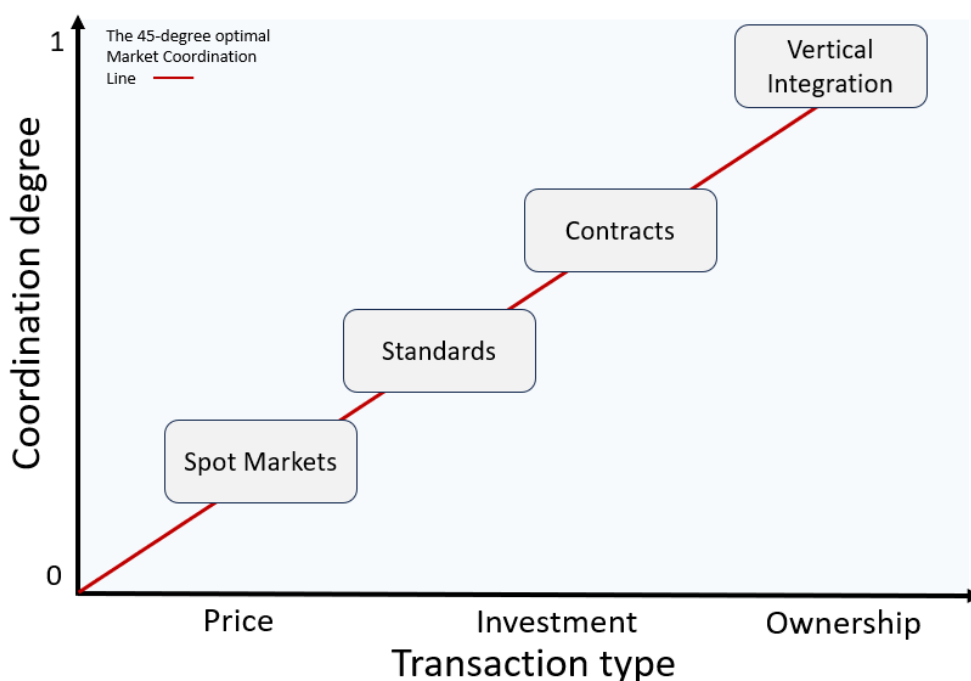 1
The 45-degree optimal
Market Coordination
Line
Vertical
Integration
Contracts
Standards
Spot Markets
Coordination degree
0
Price
Investment
Ownership
Transaction type